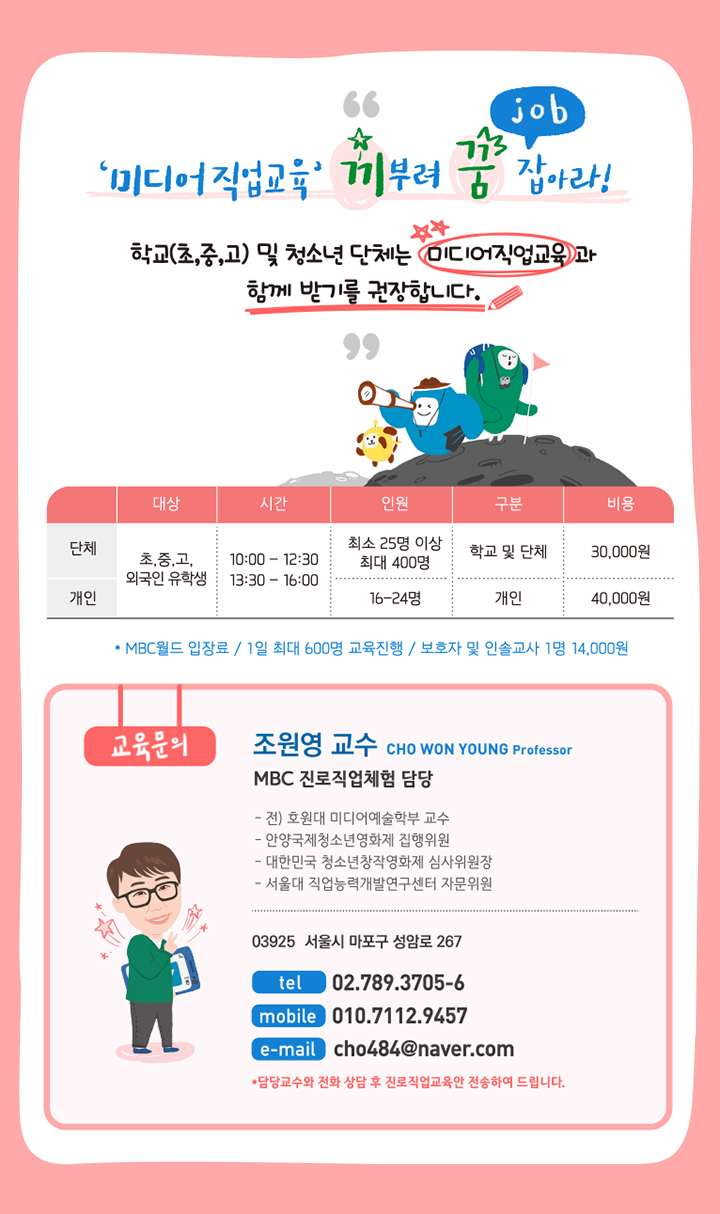 “
job
‘미디어 직업교육’ 끼부려 꿈 잡아라!
학교(초,중,고) 및 청소년 단체는 미디어직업교육과
함께 받기를 권장합니다.
”
대상 시간 인원 구분 비용
단체 초,중,고, 외국인 유학생 10:00 - 12:30 13:30 - 16:00 최소 25명 이상 최대 400명 학교 및 단체 30,000원
개인 16-24명 개인 40,000원
* MBC월드 입장료 / 1일 최대 600명 교육진행 / 보호자 및 인솔교사 1명 14,000원
교육문의
조원영 교수 CHO WON YOUNG Professor
MBC 진로직업체험 담당
- 전) 호원대 미디어예술학부 교수
- 안양국제청소년영화제 집행위원
- 대한민국 청소년창작영화제 심사위원장
- 서울대 직업능력개발연구센터 자문위원
03925 서울시 마포구 성암로 267
tel 02.789.3705-6
mobile 010.7112.9457
e-mail cho484@naver.com
*담당교수와 전화 상담 후 진로직업교육안 전송하여 드립니다.